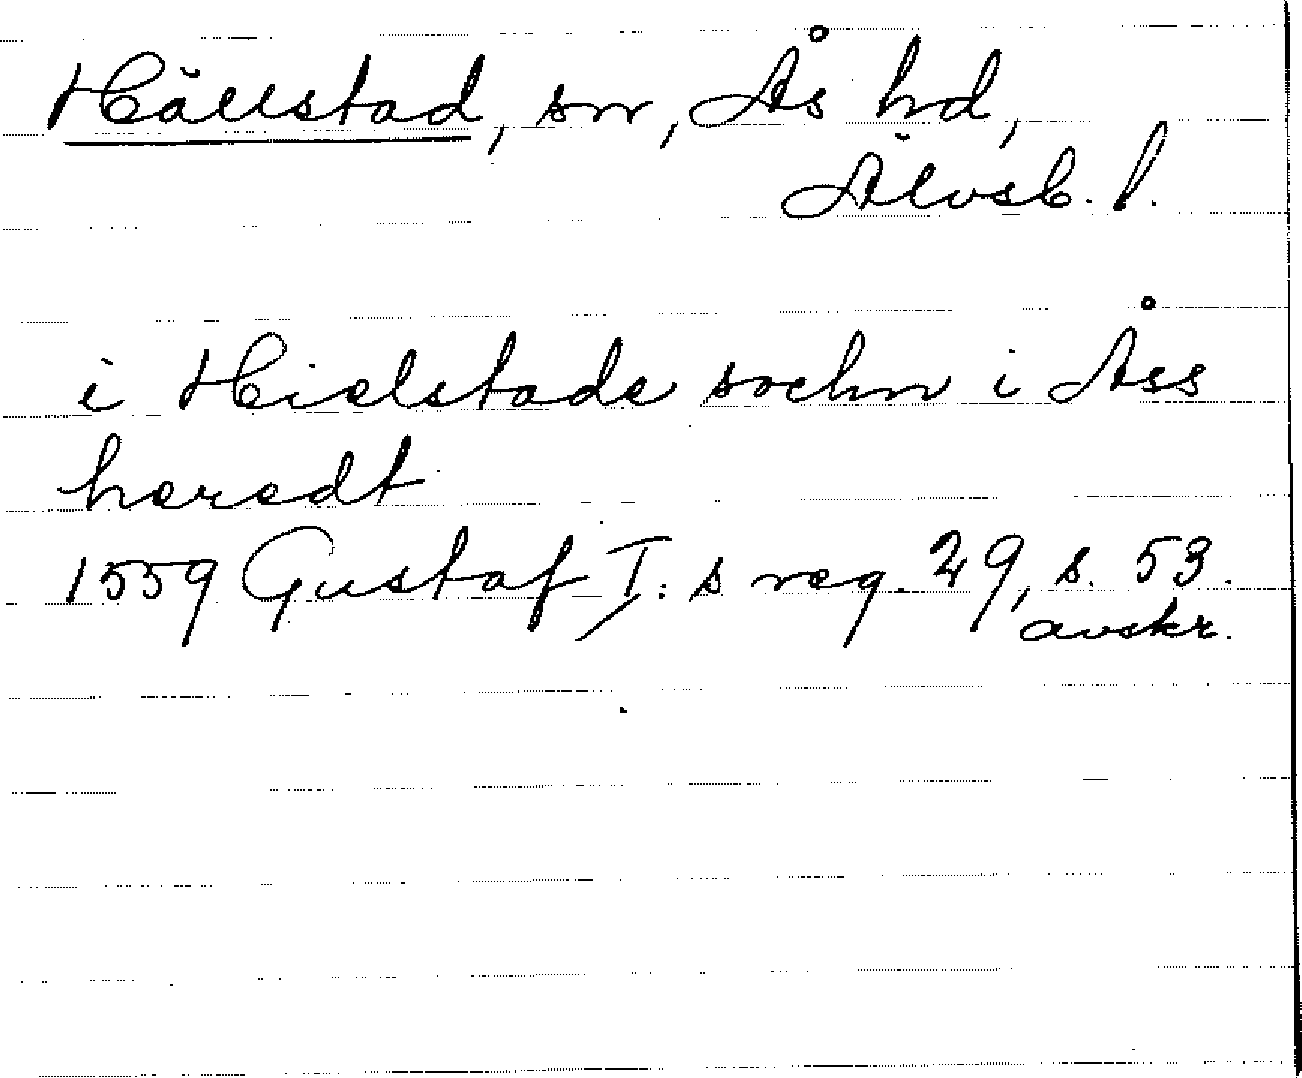 Hällstad, sn, Ås hd,
Älvsb. l.
i Hielstade sochn i Åss
heredt
1559 Gustaf I:s reg. 29, s. 53.
avskr.